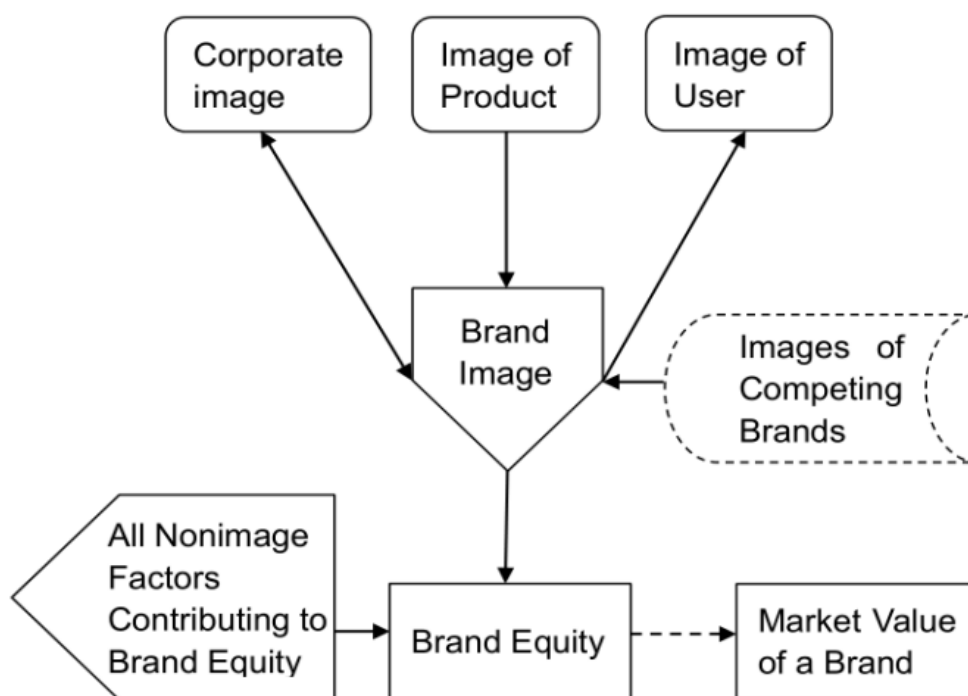 Corporate
image
Image of
Product
Image of
User
Brand
Image
Images of
Competing
Brands
All Nonimage
Factors
Contributing to
Brand Equity
Brand Equity
Market Value
of a Brand